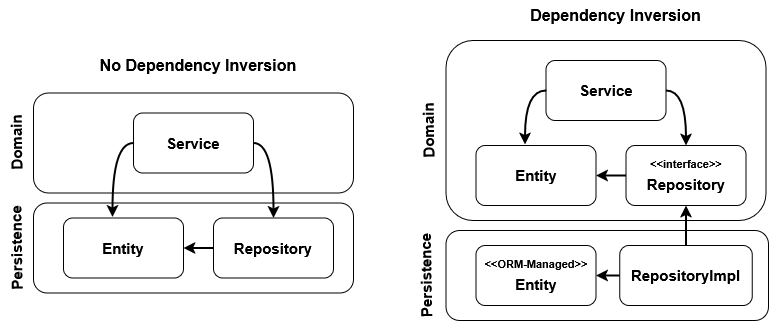 No Dependency Inversion
Domain
Service
Persistence
Entity
Repository
Dependency Inversion
Domain
Service
Entity
<<interface>>
Repository
Persistence
<<ORM-Managed>>
Entity
RepositoryImpl